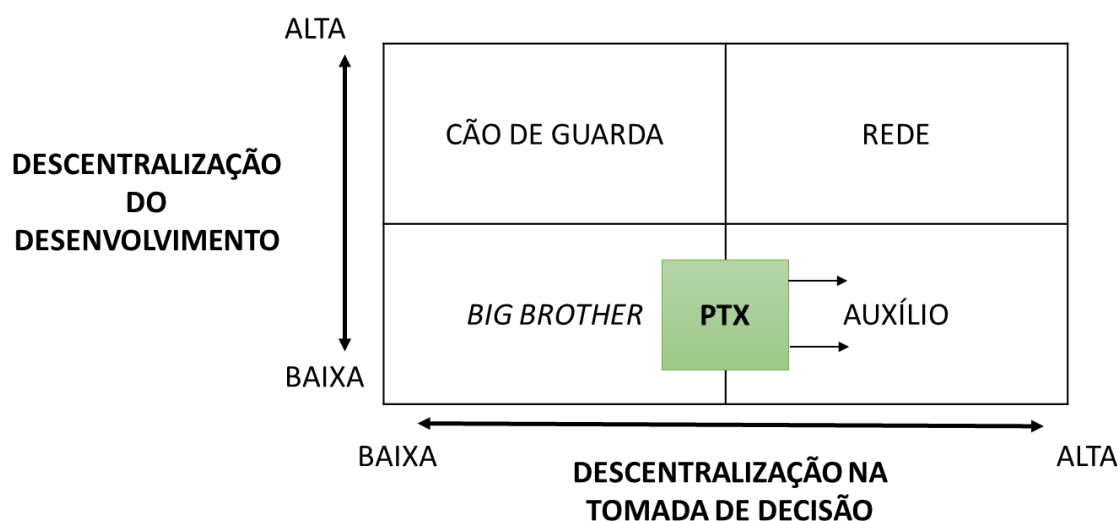 ALTA
CÃO DE GUARDA
REDE
DESCENTRALIZAÇÃO
DO
DESENVOLVIMENTO
BIG BROTHER
PTX
AUXÍLIO
BAIXA
BAIXA
ALTA
DESCENTRALIZAÇÃO NA
TOMADA DE DECISÃO